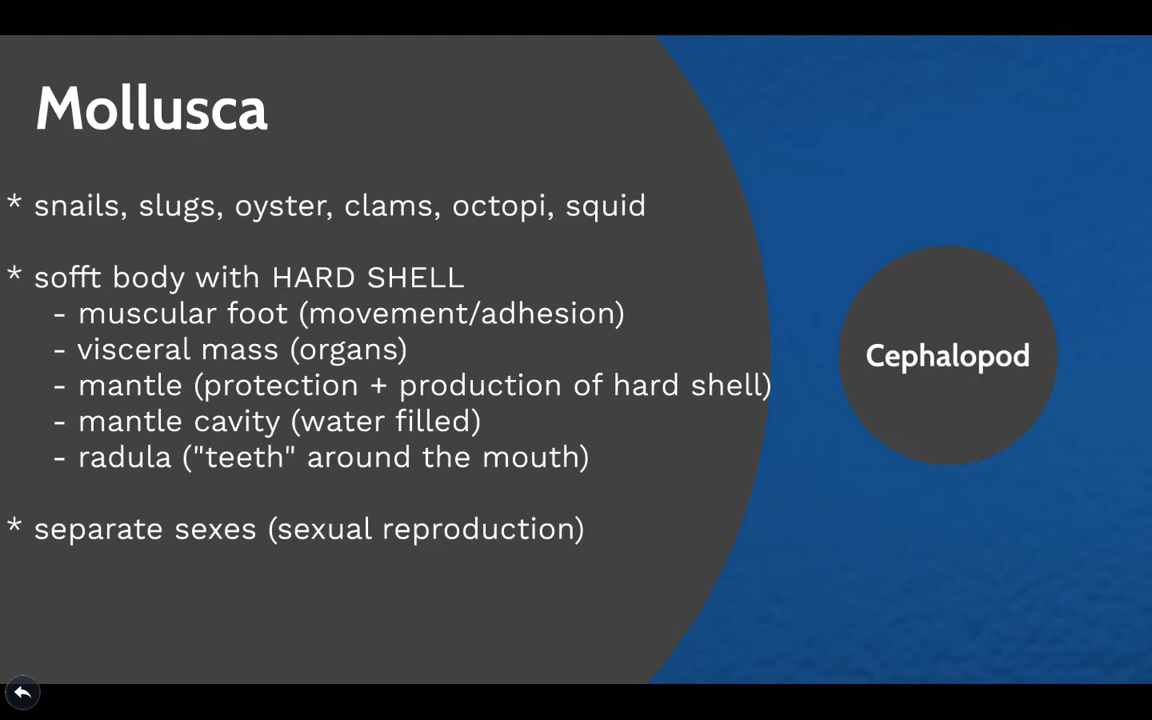 Mollusca
* snails, slugs, oyster, clams, octopi, squid
* sofft body with HARD SHELL
- muscular foot (movement/adhesion)
- visceral mass (organs)
- mantle (protection + production of hard shell)
- mantle cavity (water filled)
- radula ("teeth" around the mouth)
* separate sexes (sexual reproduction)
Cephalopod